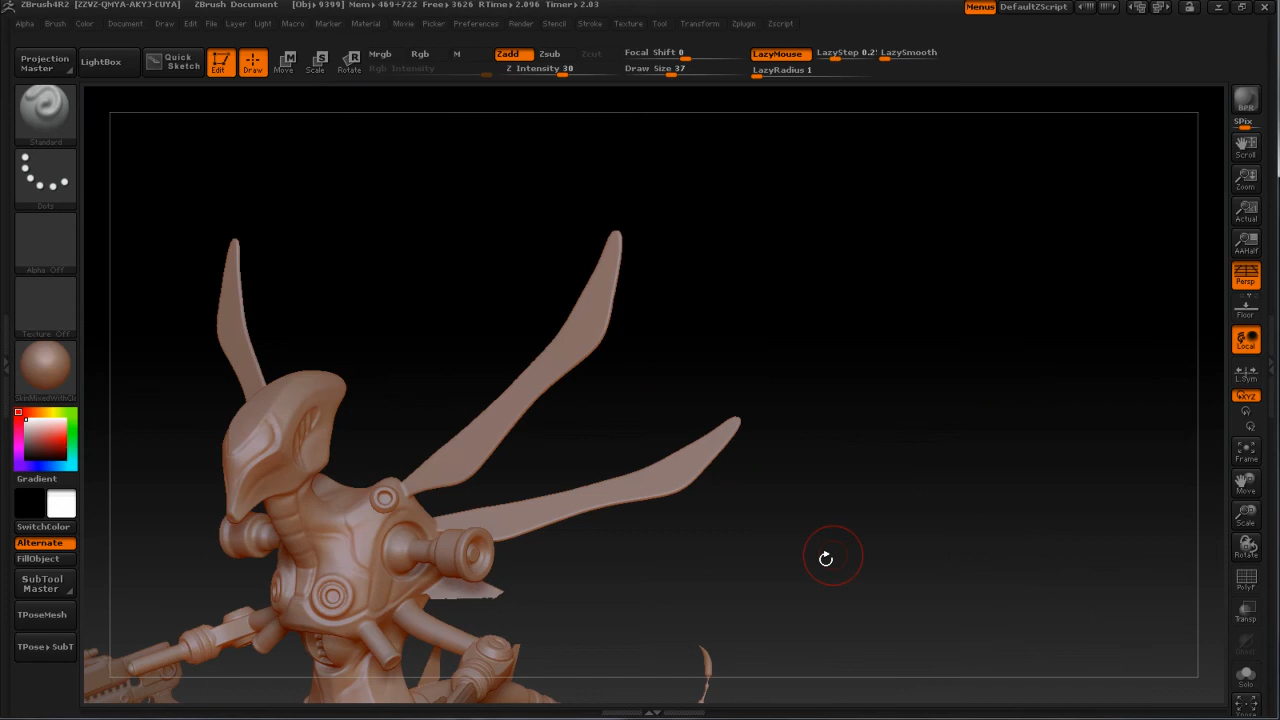 ZBrush4R2 [ZZVZ-QMYA-AKYJ-CUYA] ZBrush Document [Obj▸ 9399] Mem▸469+722 Free▸3626 RTime▸2.096 Timer▸2.03 Menus DefaultZScript
Alpha Brush Color Document Draw Edit File Layer Light Macro Marker Material Movie Picker Preferences Render Stencil Stroke Texture Tool Transform Zplugin Zscript
Projection Master
LightBox
Quick Sketch
Edit
Draw
Move
Scale
Rotate
Mrgb Rgb M
Rgb Intensity
Zadd Zsub Zcut
Z Intensity 30
Focal Shift 0
Draw Size 37
LazyMouse LazyStep 0.2 LazySmooth
LazyRadius 1
Standard
Dots
Alpha Off
Texture Off
Gradient
SwitchColor
Alternate
FillObject
SubTool Master
TPoseMesh
TPose▸SubT
BPR
SPix
Scroll
Zoom
Actual
AAHalf
Persp
Floor
Local
L.Sym
XYZ
Y
Z
Frame
Move
Scale
Rotate
PolyF
Transp
Solo
Xpose